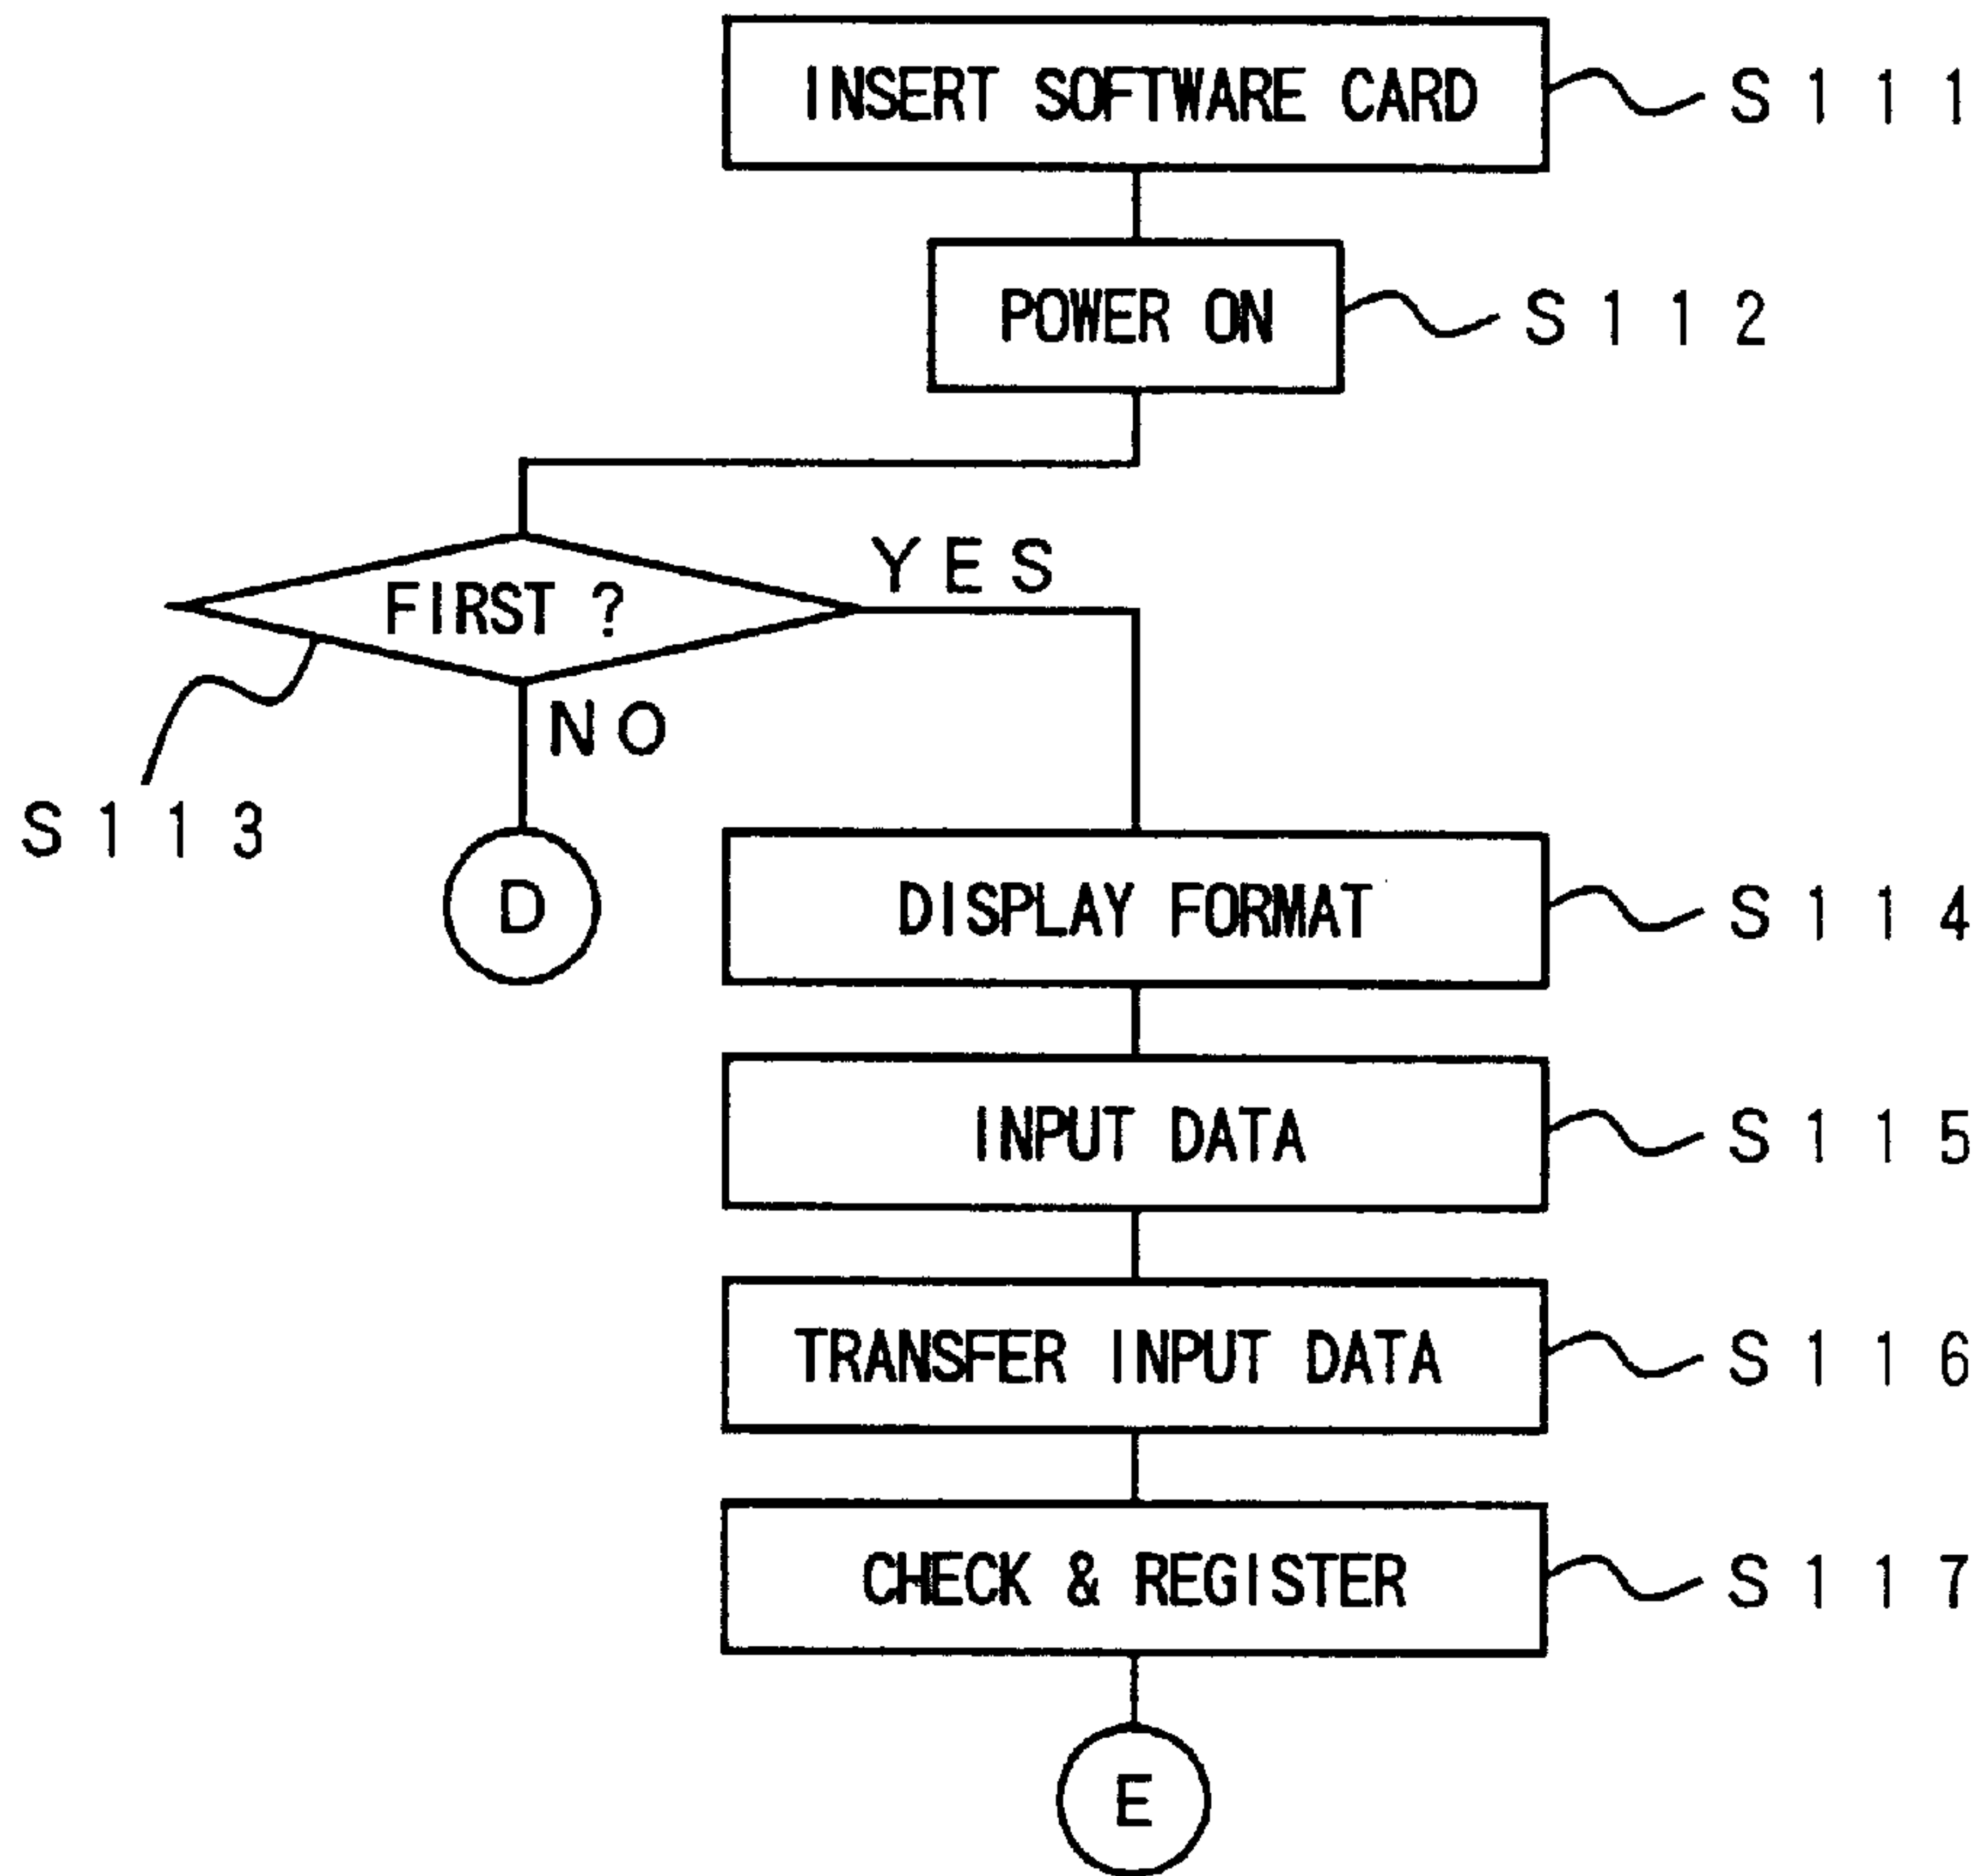 INSERT SOFTWARE CARD
S111
POWER ON
S112
YES
FIRST ?
NO
S113
D
DISPLAY FORMAT
S114
INPUT DATA
S115
TRANSFER INPUT DATA
S116
CHECK & REGISTER
S117
E